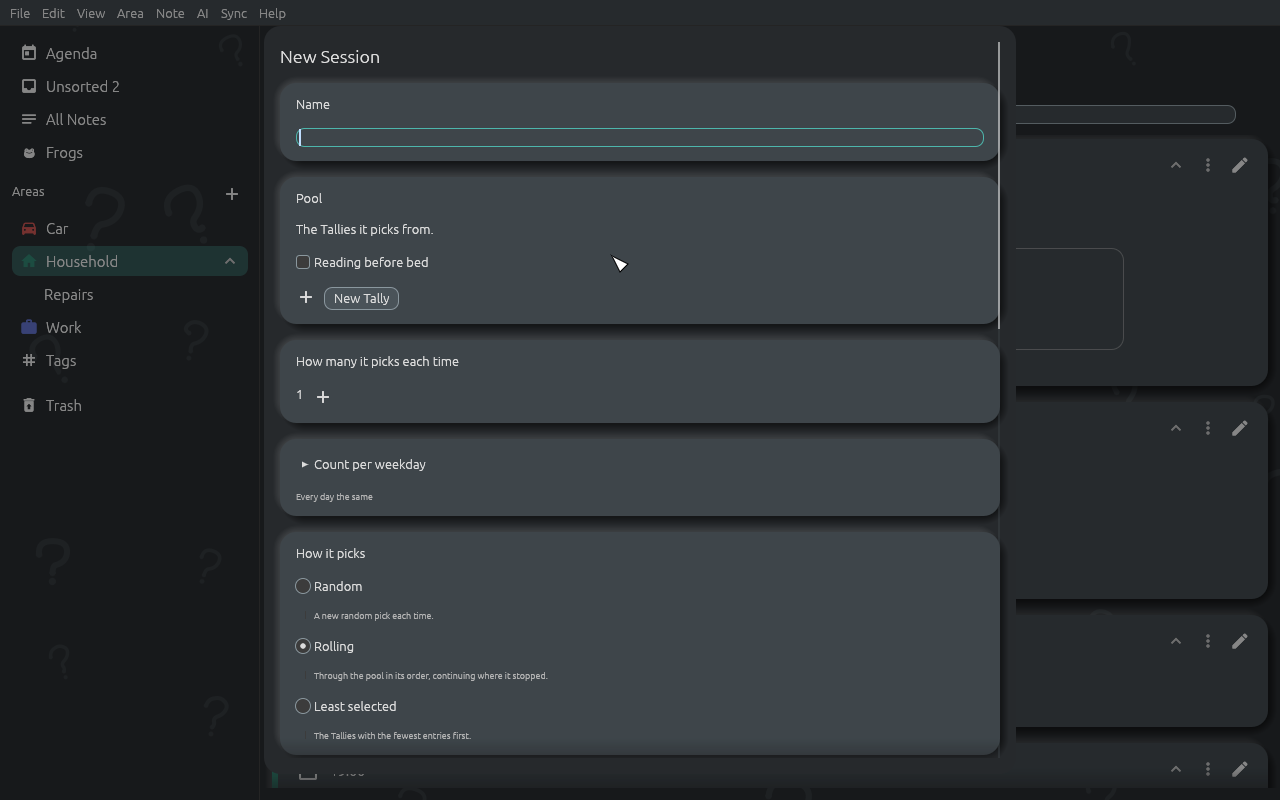 File Edit View Area Note AI Sync Help
Agenda
Unsorted 2
All Notes
Frogs
Areas
Car
Household
Repairs
Work
Tags
Trash
New Session
Name
Pool
The Tallies it picks from.
Reading before bed
New Tally
How many it picks each time
1
Count per weekday
Every day the same
How it picks
Random
A new random pick each time.
Rolling
Through the pool in its order, continuing where it stopped.
Least selected
The Tallies with the fewest entries first.